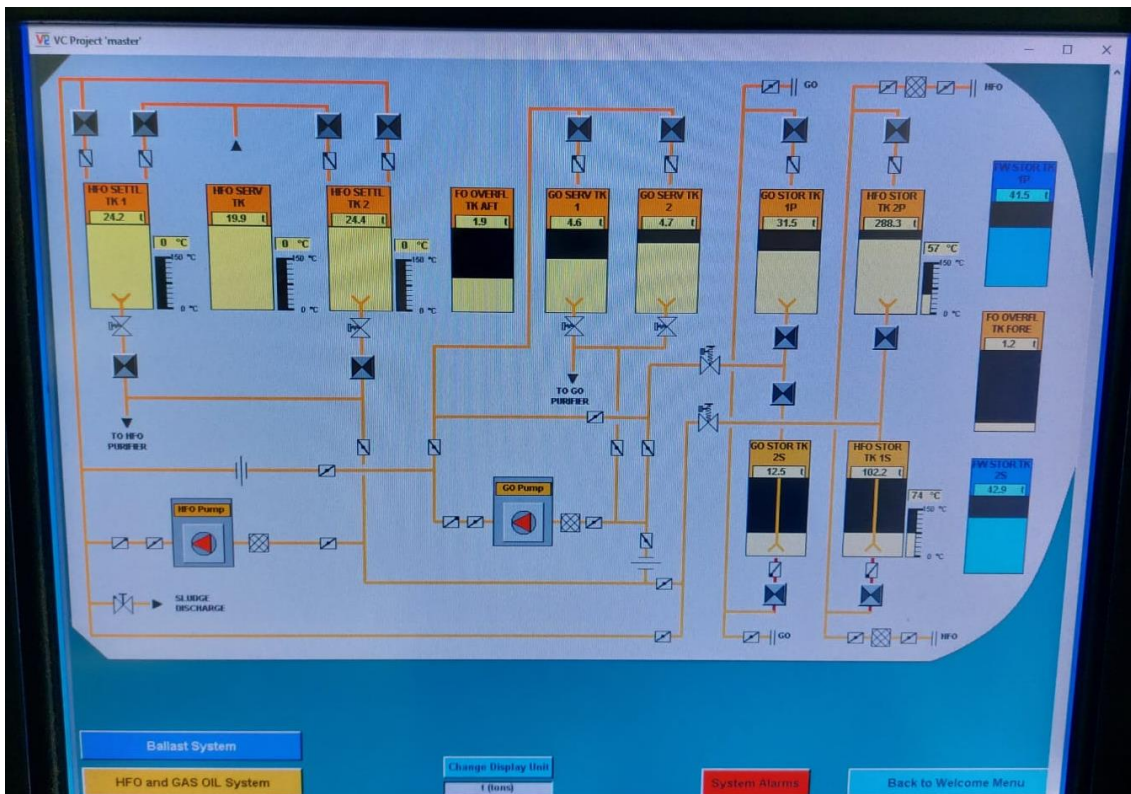 VC Project 'master'
GO
HFO
HFO SETTL
TK 1
24.2 t
HFO SERV
TK
19.9 t
HFO SETTL
TK 2
24.4 t
FO OVERFL
TK AFT
1.9 t
GO SERV TK
1
4.6 t
GO SERV TK
2
4.7 t
GO STOR TK
1P
31.5 t
HFO STOR
TK 2P
288.3 t
FW STOR TK
1P
41.5 t
0 °C
150 °C
0 °C
0 °C
150 °C
0 °C
0 °C
150 °C
0 °C
57 °C
150 °C
0 °C
FO OVERFL
TK FORE
1.2 t
TO GO
PURIFIER
TO HFO
PURIFIER
GO STOR TK
2S
12.5 t
HFO STOR
TK 1S
102.2 t
FW STOR TK
2S
42.9 t
74 °C
150 °C
0 °C
HFO Pump
GO Pump
SLUDGE
DISCHARGE
GO
HFO
Ballast System
HFO and GAS OIL System
Change Display Unit
t (tons)
System Alarms
Back to Welcome Menu